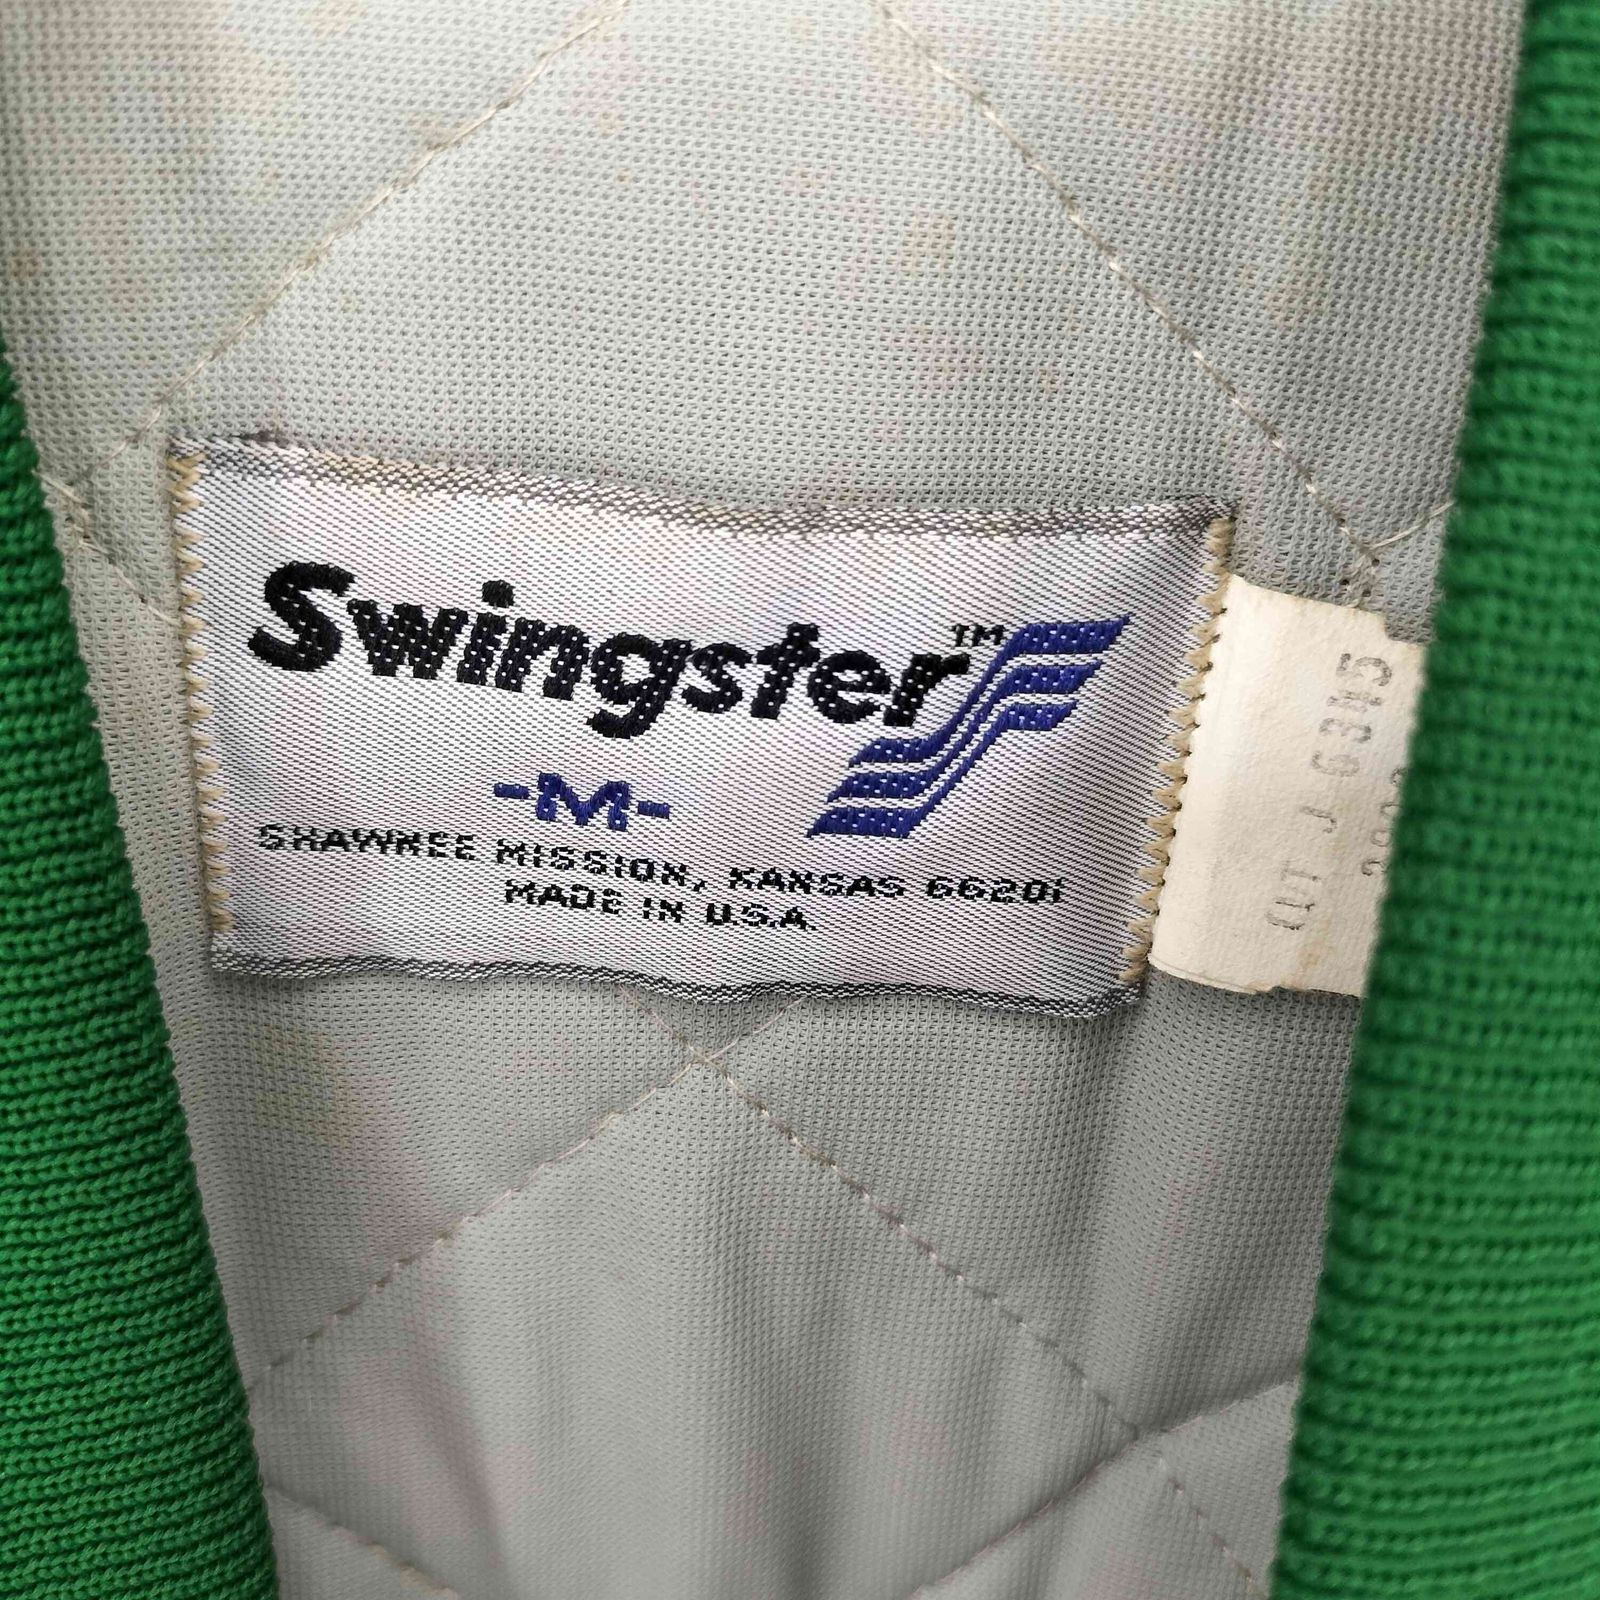 Swingster™
-M-
SHAWNEE MISSION, KANSAS 66201
MADE IN U.S.A.